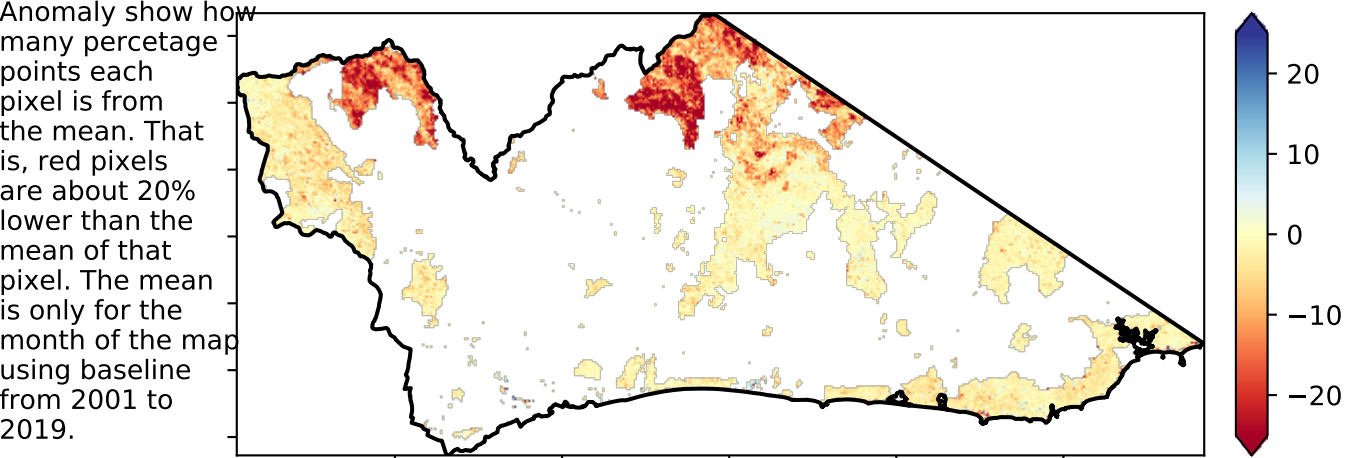 Anomaly show how
many percetage
points each
pixel is from
the mean. That
is, red pixels
are about 20%
lower than the
mean of that
pixel. The mean
is only for the
month of the map
using baseline
from 2001 to
2019.
20
10
0
−10
−20